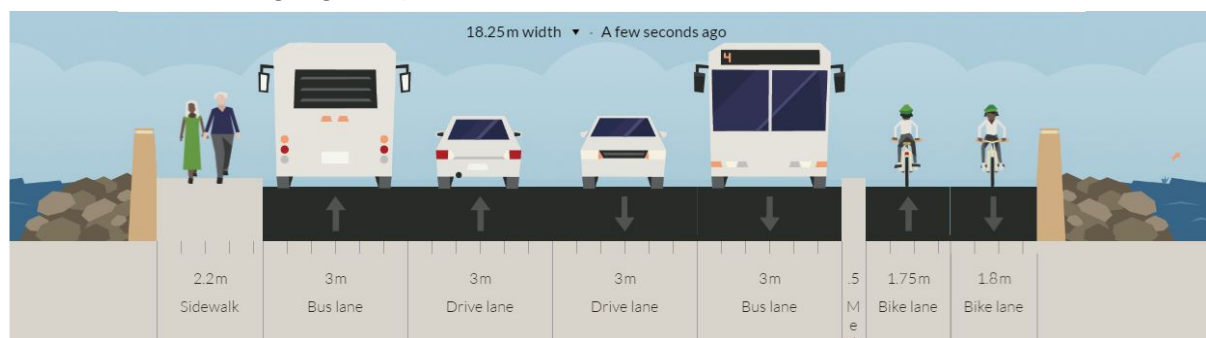 18.25m width ▾ · A few seconds ago
4
2.2m 3m 3m 3m 3m .5 1.75m 1.8m
Sidewalk Bus lane Drive lane Drive lane Bus lane M Bike lane Bike lane
e